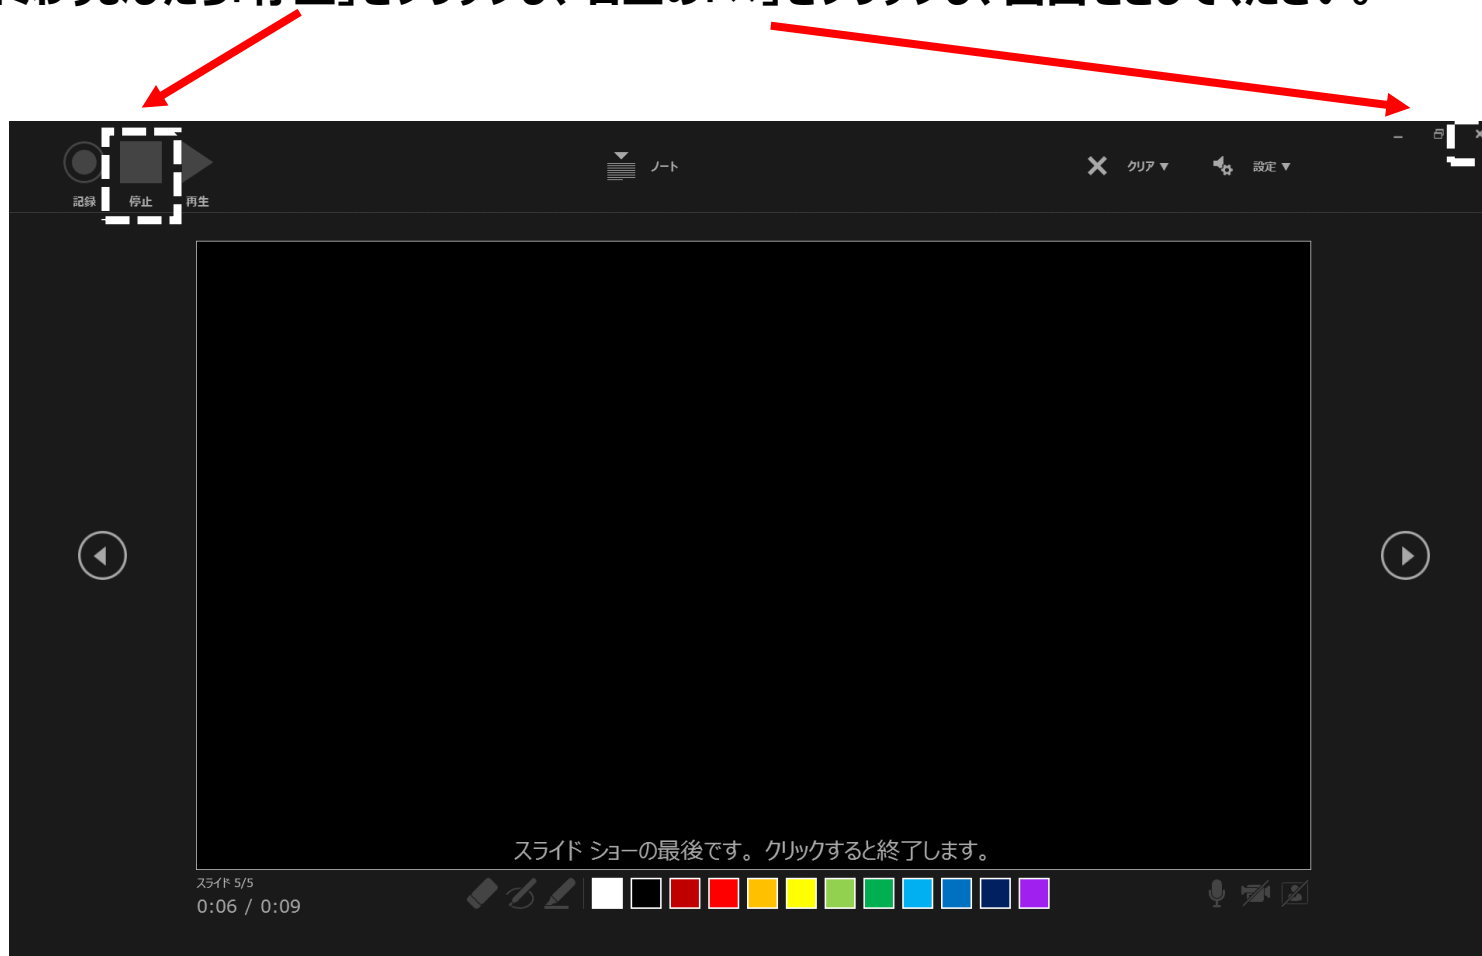 記録
停止
再生
ノート
クリア
設定
スライド ショーの最後です。クリックすると終了します。
スライド 5/5
0:06 / 0:09